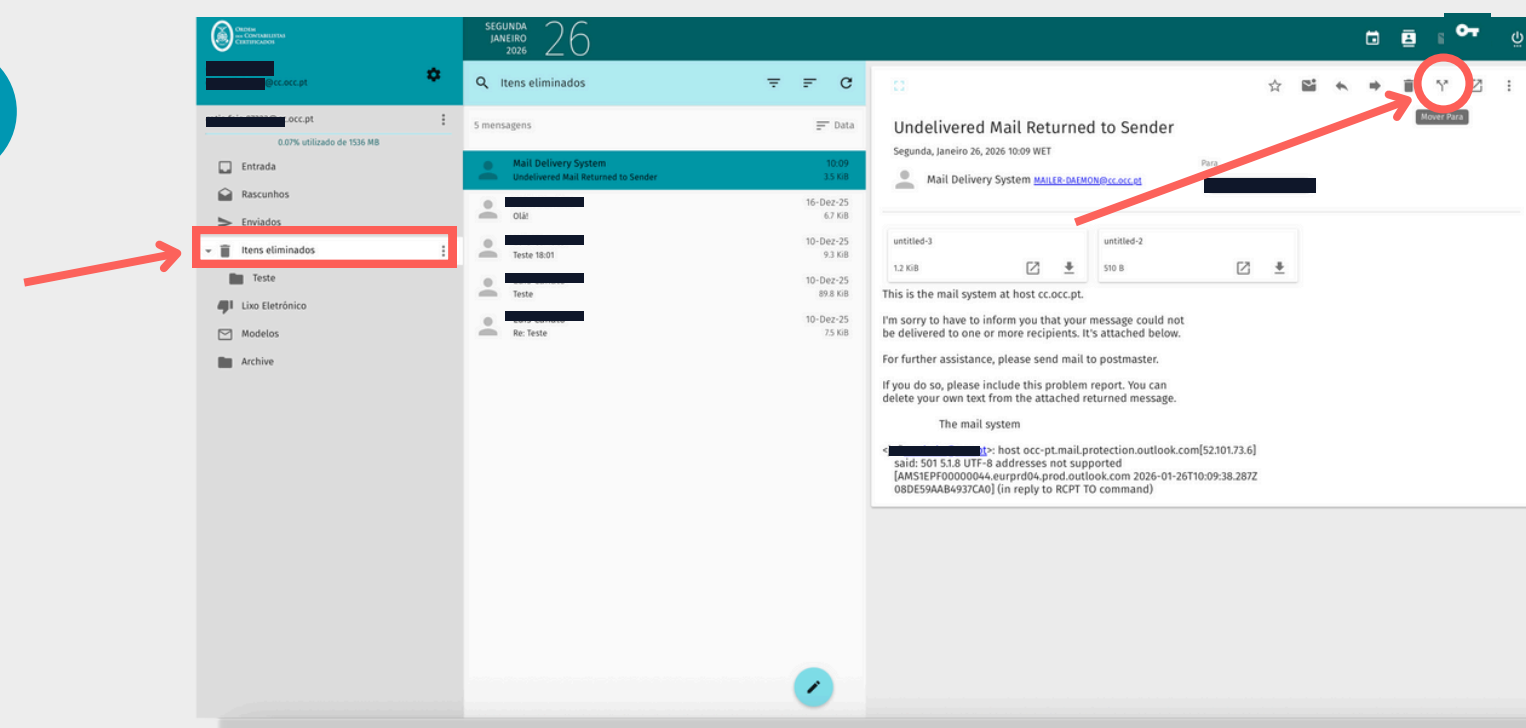 ORDEM
DOS CONTABILISTAS
CERTIFICADOS
@cc.occ.pt
.occ.pt
0.07% utilizado de 1536 MB
Entrada
Rascunhos
Enviados
Itens eliminados
Teste
Lixo Eletrónico
Modelos
Archive
SEGUNDA
JANEIRO
2026
26
Itens eliminados
5 mensagens
Data
Mail Delivery System
10:09
Undelivered Mail Returned to Sender
3.5 KiB
16-Dez-25
Olá!
6.7 KiB
10-Dez-25
Teste 18:01
9.3 KiB
10-Dez-25
Teste
89.8 KiB
10-Dez-25
Re: Teste
7.5 KiB
Mover Para
Undelivered Mail Returned to Sender
Segunda, Janeiro 26, 2026 10:09 WET
Para
Mail Delivery System MAILER-DAEMON@cc.occ.pt
untitled-3
1.2 KiB
untitled-2
510 B
This is the mail system at host cc.occ.pt.
I'm sorry to have to inform you that your message could not
be delivered to one or more recipients. It's attached below.
For further assistance, please send mail to postmaster.
If you do so, please include this problem report. You can
delete your own text from the attached returned message.
The mail system
<pt>: host occ-pt.mail.protection.outlook.com[52.101.73.6]
said: 501 5.1.8 UTF-8 addresses not supported
[AMS1EPF00000044.eurprd04.prod.outlook.com 2026-01-26T10:09:38.287Z
08DE59AAB4937CA0] (in reply to RCPT TO command)